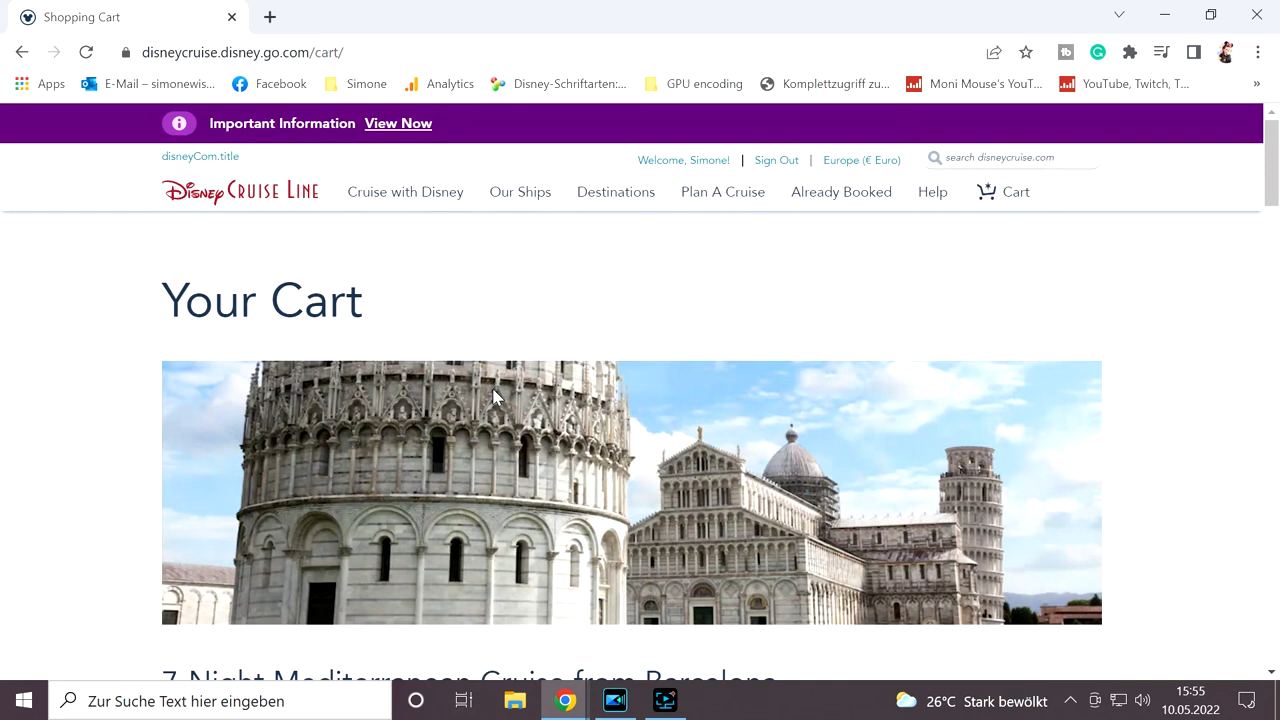 Shopping Cart
disneycruise.disney.go.com/cart/
Apps E-Mail – simonewis... Facebook Simone Analytics Disney-Schriftarten:... GPU encoding Komplettzugriff zu... Moni Mouse's YouT... YouTube, Twitch, T... »
Important Information View Now
disneyCom.title Welcome, Simone! | Sign Out | Europe (€ Euro) search disneycruise.com
Disney CRUISE LINE Cruise with Disney Our Ships Destinations Plan A Cruise Already Booked Help Cart
Your Cart
7-Night Mediterranean Cruise from Barcelona
Zur Suche Text hier eingeben 26°C Stark bewölkt 15:55
10.05.2022